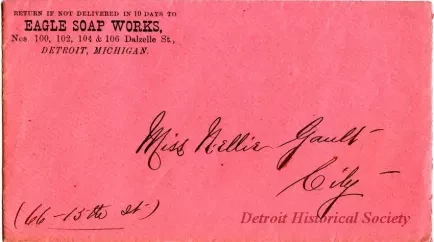 RETURN IF NOT DELIVERED IN 10 DAYS TO
EAGLE SOAP WORKS,
Nos 100, 102, 104 & 106 Dalzelle St.,
DETROIT, MICHIGAN.
Miss Nellie Gault
City
(66-15th St)
Detroit Historical Society